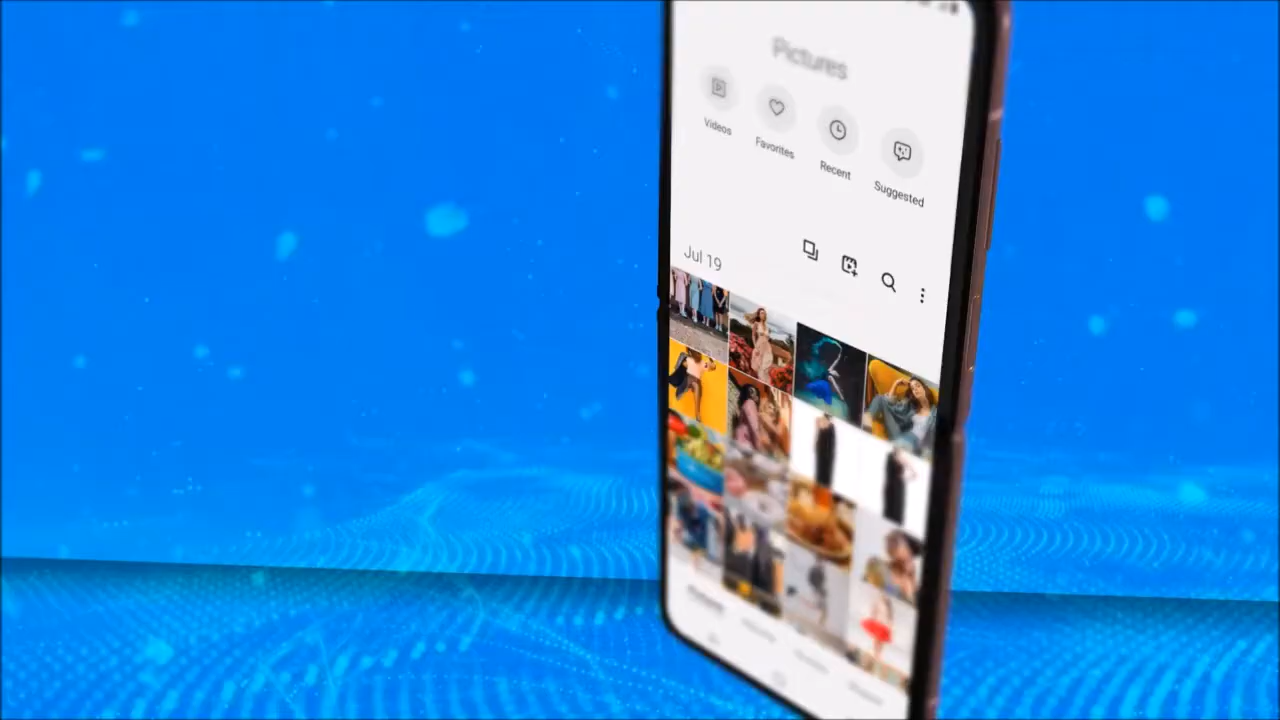 Pictures
Videos
Favorites
Recent
Suggested
Jul 19